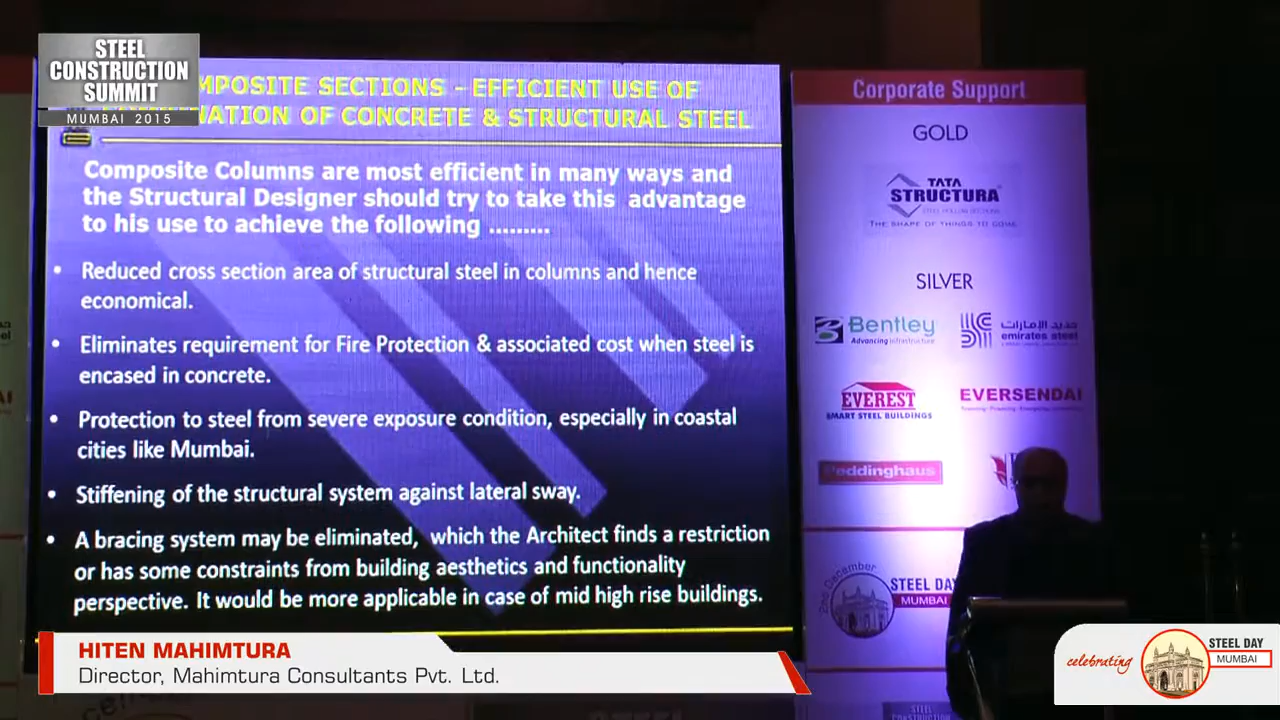 STEEL
CONSTRUCTION
SUMMIT
MUMBAI 2015
MPOSITE SECTIONS - EFFICIENT USE OF
NATION OF CONCRETE & STRUCTURAL STEEL
Composite Columns are most efficient in many ways and
the Structural Designer should try to take this advantage
to his use to achieve the following .........
• Reduced cross section area of structural steel in columns and hence
economical.
• Eliminates requirement for Fire Protection & associated cost when steel is
encased in concrete.
• Protection to steel from severe exposure condition, especially in coastal
cities like Mumbai.
• Stiffening of the structural system against lateral sway.
• A bracing system may be eliminated, which the Architect finds a restriction
or has some constraints from building aesthetics and functionality
perspective. It would be more applicable in case of mid high rise buildings.
Corporate Support
GOLD
TATA
STRUCTURA
STEEL HOLLOW SECTIONS
THE SHAPE OF THINGS TO COME
SILVER
Bentley
Advancing Infrastructure
حديد الإمارات
emirates steel
EVEREST
SMART STEEL BUILDINGS
EVERSENDAI
Peddinghaus
2nd December
STEEL DAY
MUMBAI
HITEN MAHIMTURA
Director, Mahimtura Consultants Pvt. Ltd.
celebrating
STEEL DAY
MUMBAI